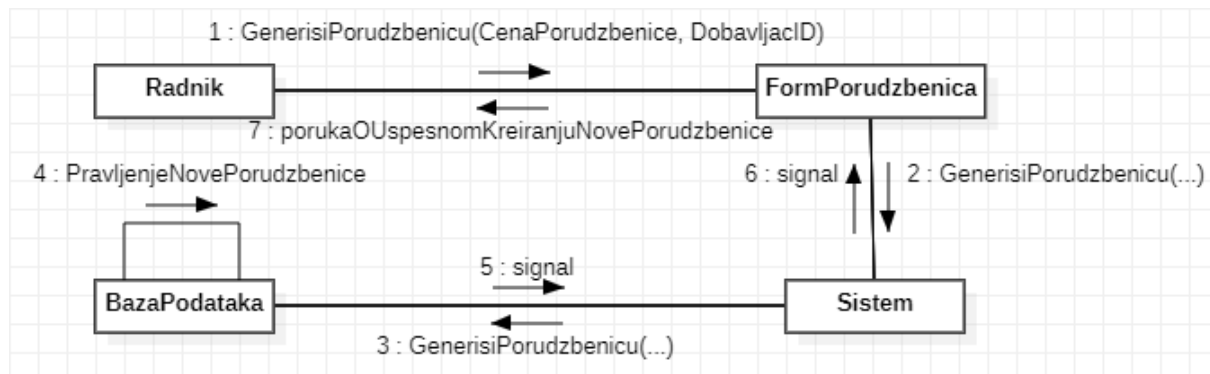 1 : GenerisiPorudzbenicu(CenaPorudzbenice, DobavljacID)
Radnik
FormPorudzbenica
7 : porukaOUspesnomKreiranjuNovePorudzbenice
4 : PravljenjeNovePorudzbenice
6 : signal
2 : GenerisiPorudzbenicu(...)
5 : signal
BazaPodataka
Sistem
3 : GenerisiPorudzbenicu(...)